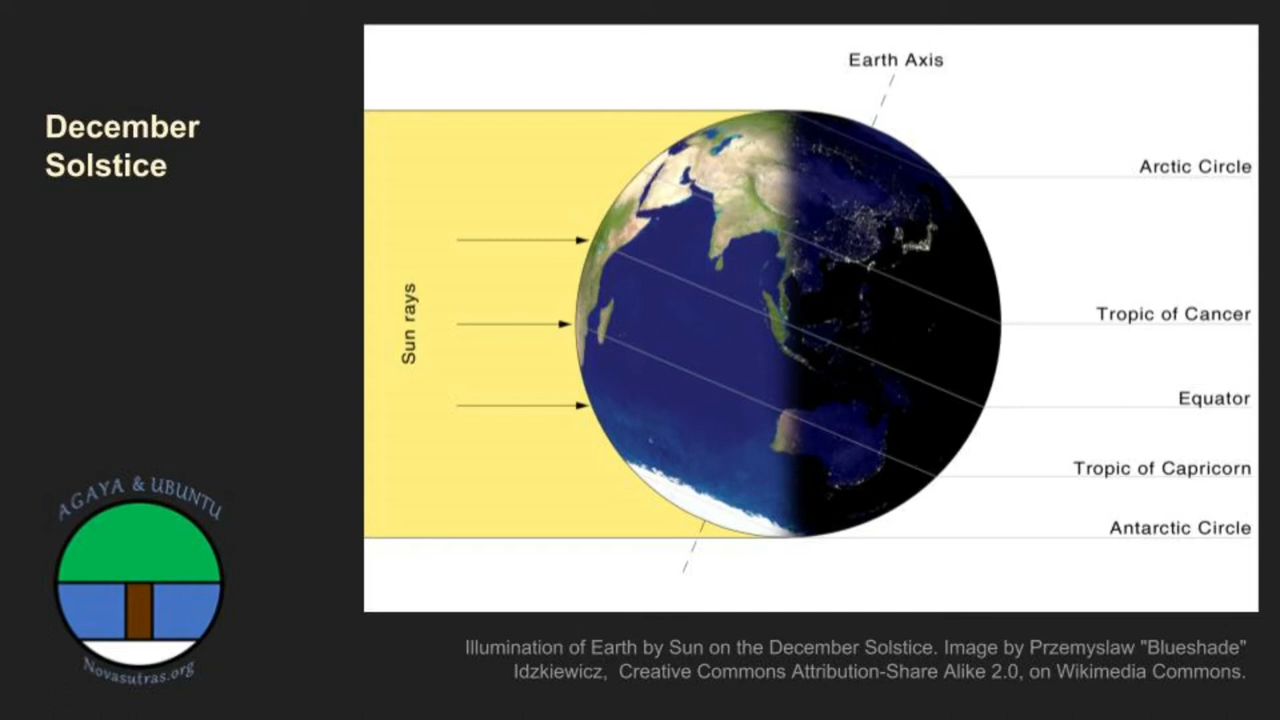 December
Solstice
Earth Axis
Arctic Circle
Tropic of Cancer
Sun rays
Equator
Tropic of Capricorn
Antarctic Circle
AGAYA & UBUNTU
Novasutras.org
Illumination of Earth by Sun on the December Solstice. Image by Przemyslaw "Blueshade"
Idzkiewicz, Creative Commons Attribution-Share Alike 2.0, on Wikimedia Commons.